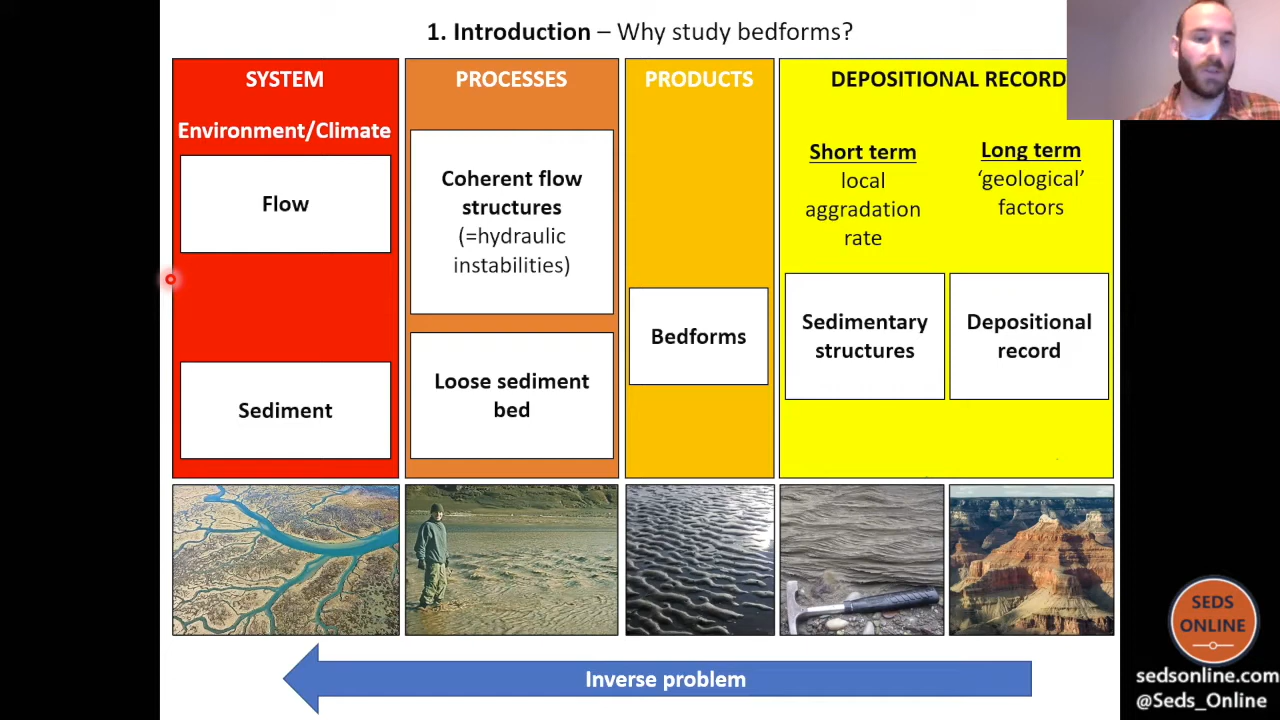 1. Introduction – Why study bedforms?
SYSTEM
Environment/Climate
Flow
Sediment
PROCESSES
Coherent flow
structures
(=hydraulic
instabilities)
Loose sediment
bed
PRODUCTS
Bedforms
DEPOSITIONAL RECORD
Short term
local
aggradation
rate
Long term
‘geological’
factors
Sedimentary
structures
Depositional
record
Inverse problem
SEDS
ONLINE
sedsonline.com
@Seds_Online